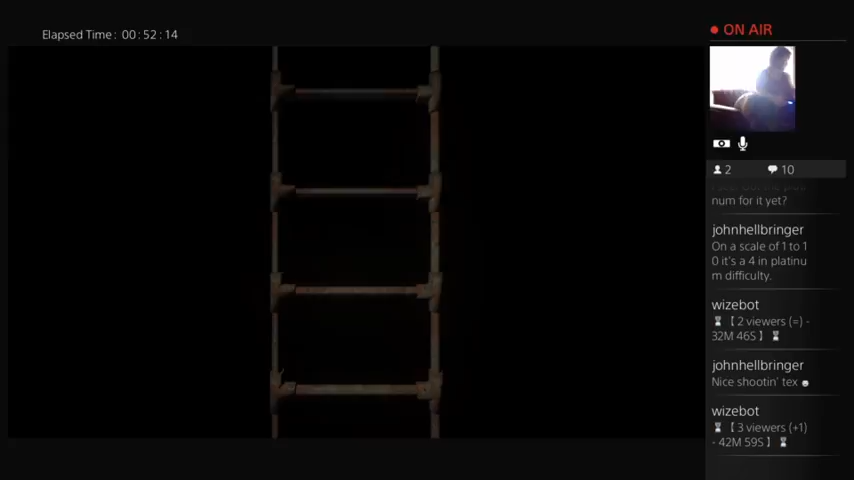 Elapsed Time: 00:52:14
ON AIR
2
10
num for it yet?
johnhellbringer
On a scale of 1 to 1
0 it's a 4 in platinu
m difficulty.
wizebot
【 2 viewers (=) -
32M 46S 】
johnhellbringer
Nice shootin' tex
wizebot
【 3 viewers (+1)
- 42M 59S 】